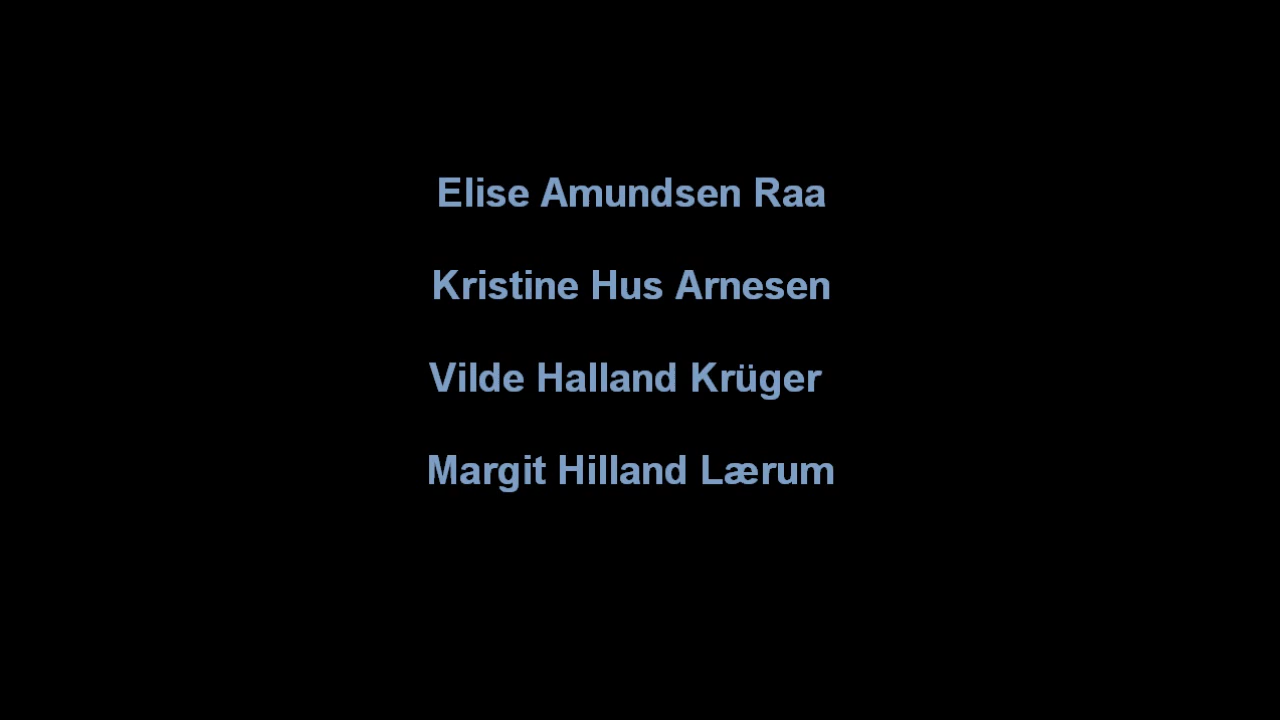 Elise Amundsen Raa
Kristine Hus Arnesen
Vilde Halland Krüger
Margit Hilland Lærum